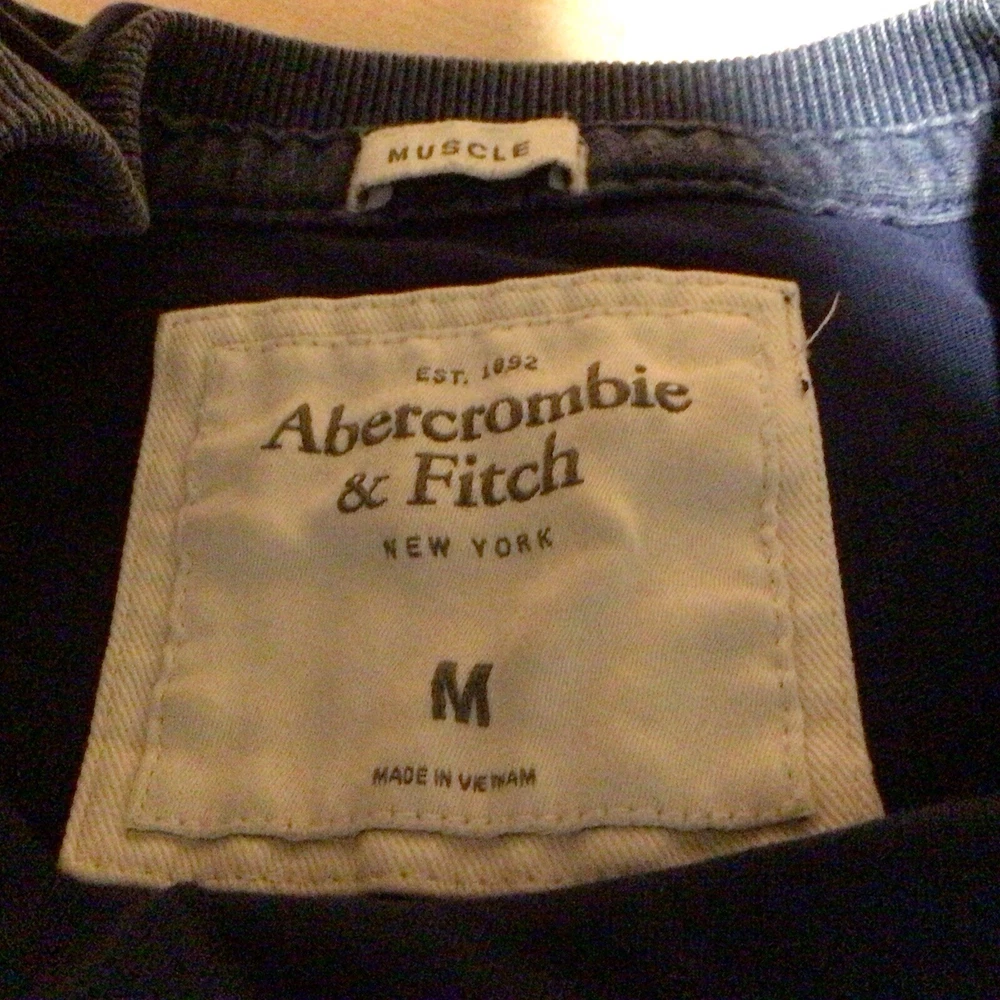 MUSCLE
EST. 1892
Abercrombie
& Fitch
NEW YORK
M
MADE IN VIETNAM